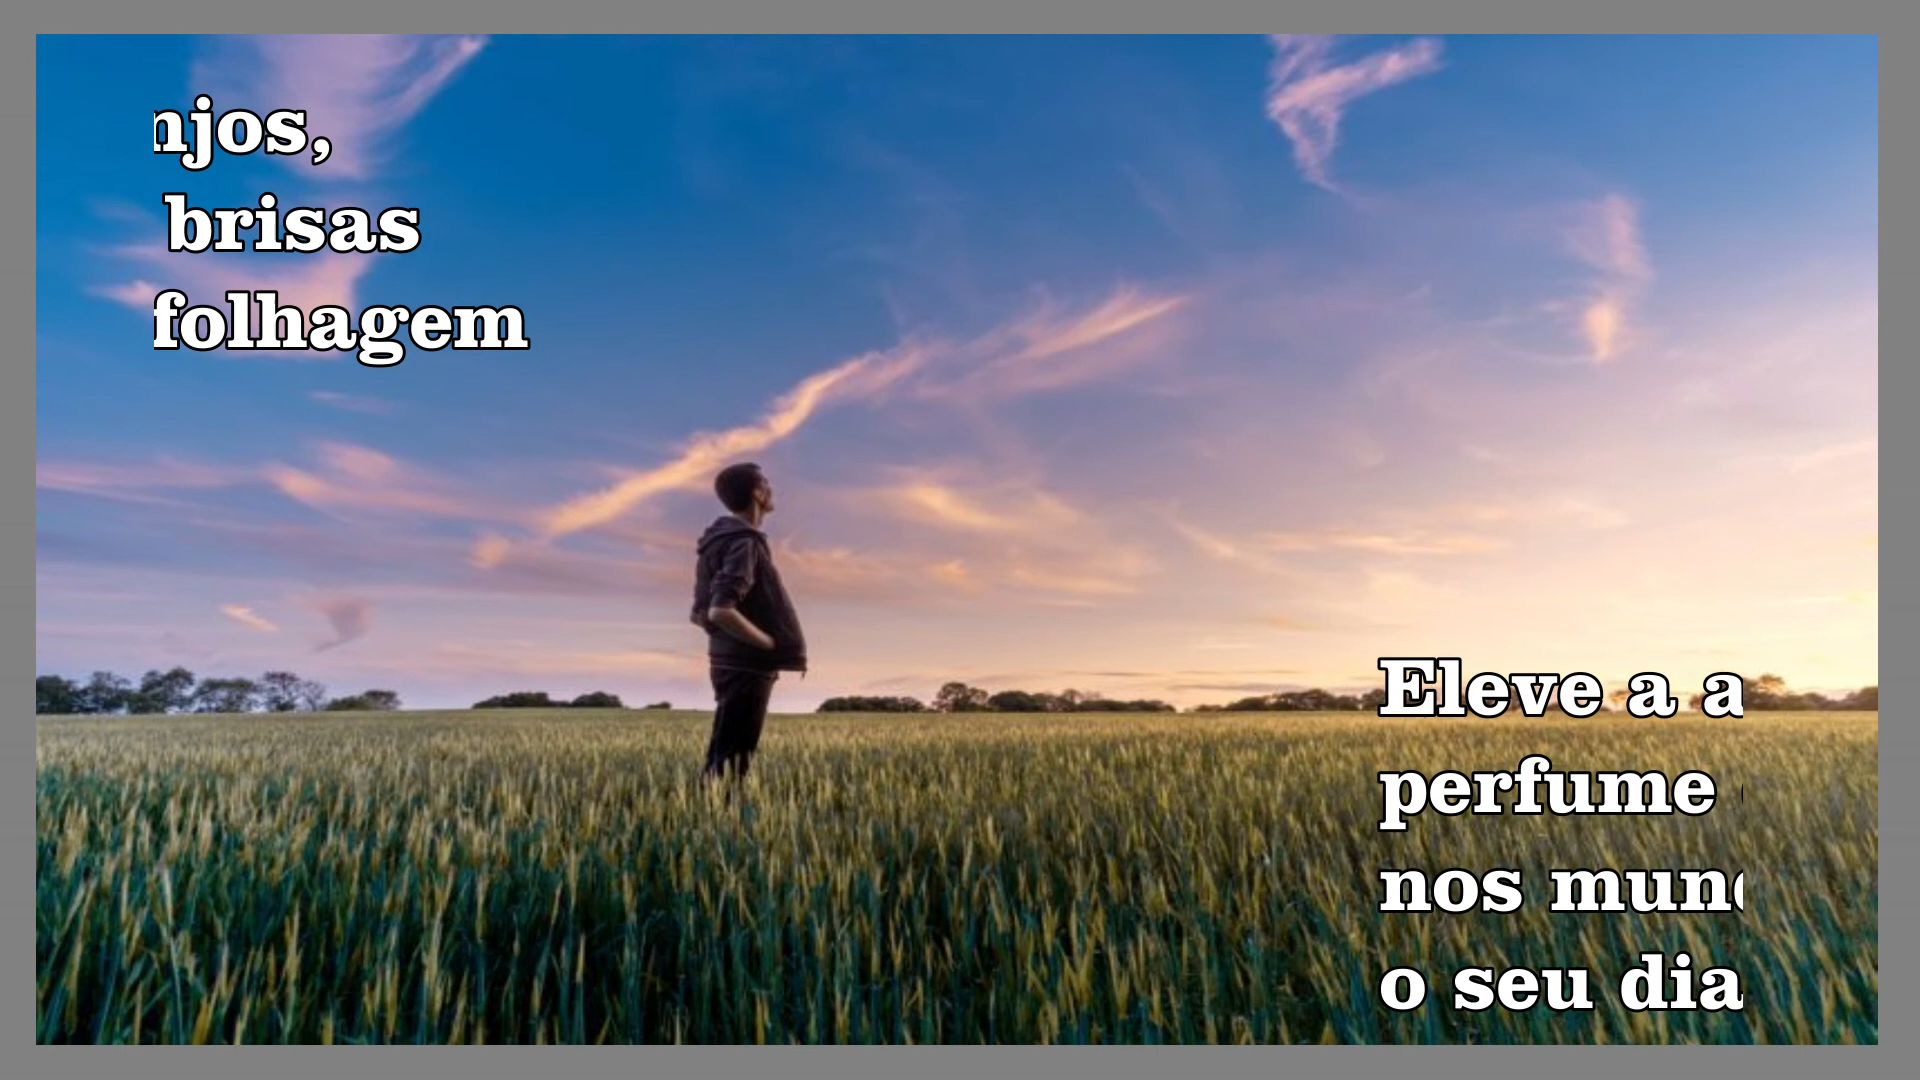 njos,
brisas
folhagem
Eleve a a
perfume
nos mun
o seu dia